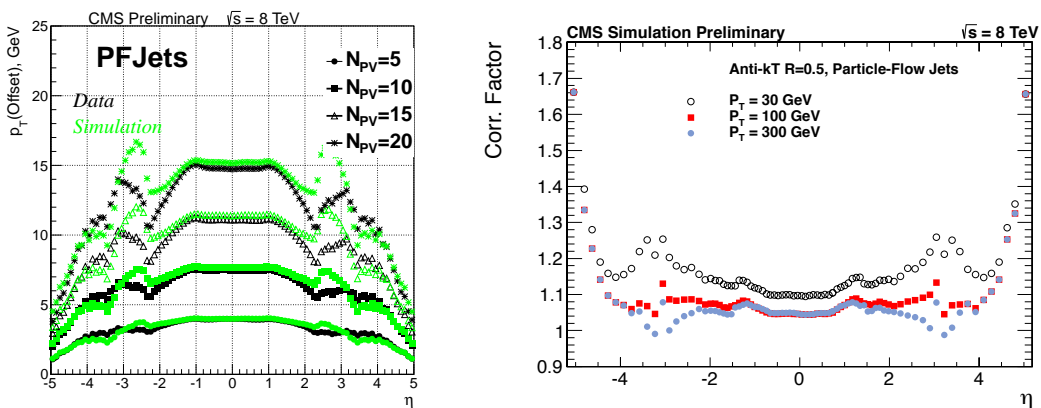 CMS Preliminary √s = 8 TeV
p_T(Offset), GeV
25
20
15
10
5
0
PFJets
Data
Simulation
N_PV=5
N_PV=10
N_PV=15
N_PV=20
-5 -4 -3 -2 -1 0 1 2 3 4 5
η
CMS Simulation Preliminary √s = 8 TeV
Corr. Factor
1.8
1.7
1.6
1.5
1.4
1.3
1.2
1.1
1
0.9
Anti-kT R=0.5, Particle-Flow Jets
P_T = 30 GeV
P_T = 100 GeV
P_T = 300 GeV
-4 -2 0 2 4
η